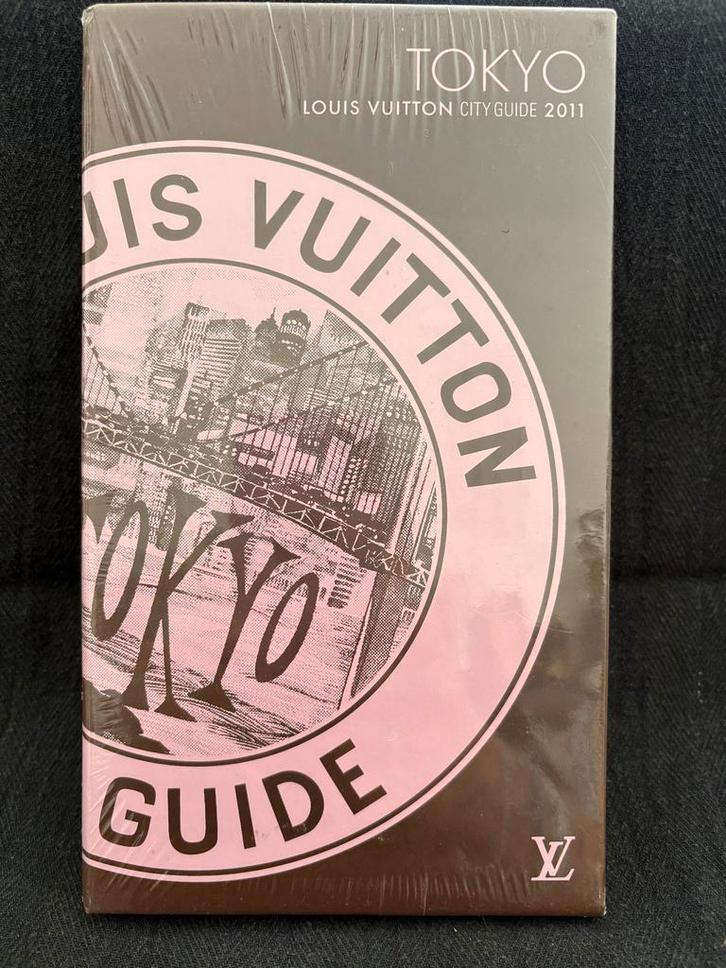 TOKYO
LOUIS VUITTON CITY GUIDE 2011
UIS VUITTON
TOKYO
GUIDE
LV